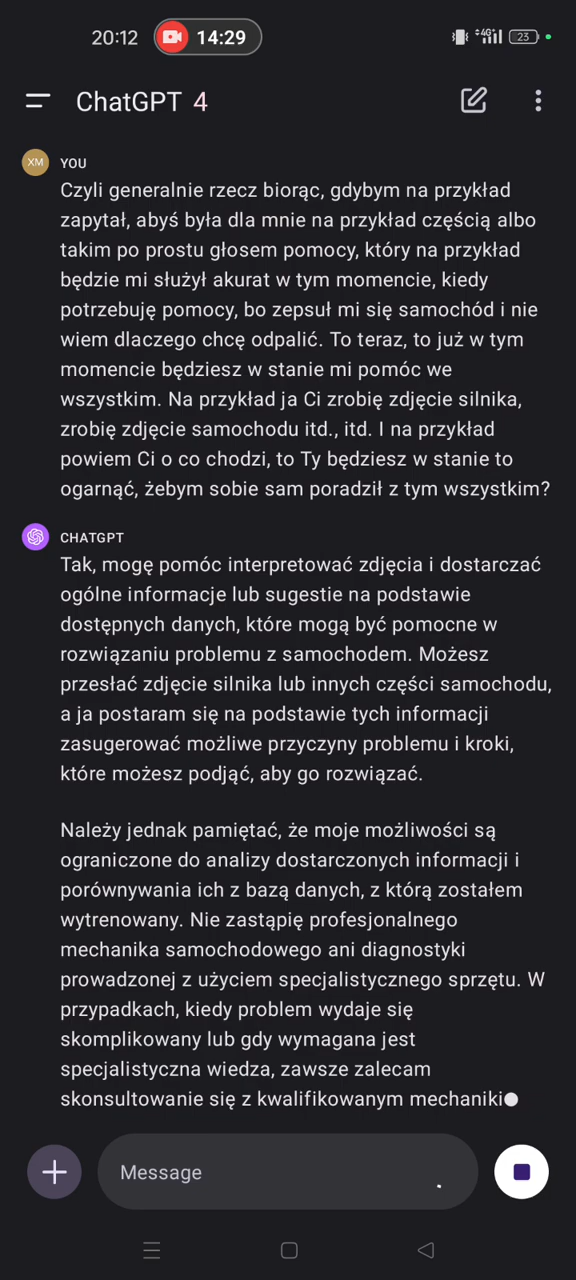 20:12
14:29
4G+
23
ChatGPT 4
XM
YOU
Czyli generalnie rzecz biorąc, gdybym na przykład
zapytał, abyś była dla mnie na przykład częścią albo
takim po prostu głosem pomocy, który na przykład
będzie mi służył akurat w tym momencie, kiedy
potrzebuję pomocy, bo zepsuł mi się samochód i nie
wiem dlaczego chcę odpalić. To teraz, to już w tym
momencie będziesz w stanie mi pomóc we
wszystkim. Na przykład ja Ci zrobię zdjęcie silnika,
zrobię zdjęcie samochodu itd., itd. I na przykład
powiem Ci o co chodzi, to Ty będziesz w stanie to
ogarnąć, żebym sobie sam poradził z tym wszystkim?
CHATGPT
Tak, mogę pomóc interpretować zdjęcia i dostarczać
ogólne informacje lub sugestie na podstawie
dostępnych danych, które mogą być pomocne w
rozwiązaniu problemu z samochodem. Możesz
przesłać zdjęcie silnika lub innych części samochodu,
a ja postaram się na podstawie tych informacji
zasugerować możliwe przyczyny problemu i kroki,
które możesz podjąć, aby go rozwiązać.
Należy jednak pamiętać, że moje możliwości są
ograniczone do analizy dostarczonych informacji i
porównywania ich z bazą danych, z którą zostałem
wytrenowany. Nie zastąpię profesjonalnego
mechanika samochodowego ani diagnostyki
prowadzonej z użyciem specjalistycznego sprzętu. W
przypadkach, kiedy problem wydaje się
skomplikowany lub gdy wymagana jest
specjalistyczna wiedza, zawsze zalecam
skonsultowanie się z kwalifikowanym mechaniki
Message